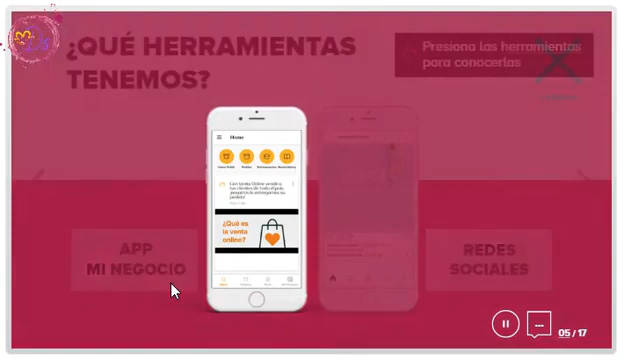 ¿QUÉ HERRAMIENTAS
TENEMOS?
Presiona las herramientas
para conocerlas
Home
¿Qué es
la venta
online?
APP
MI NEGOCIO
REDES
SOCIALES
05 / 17